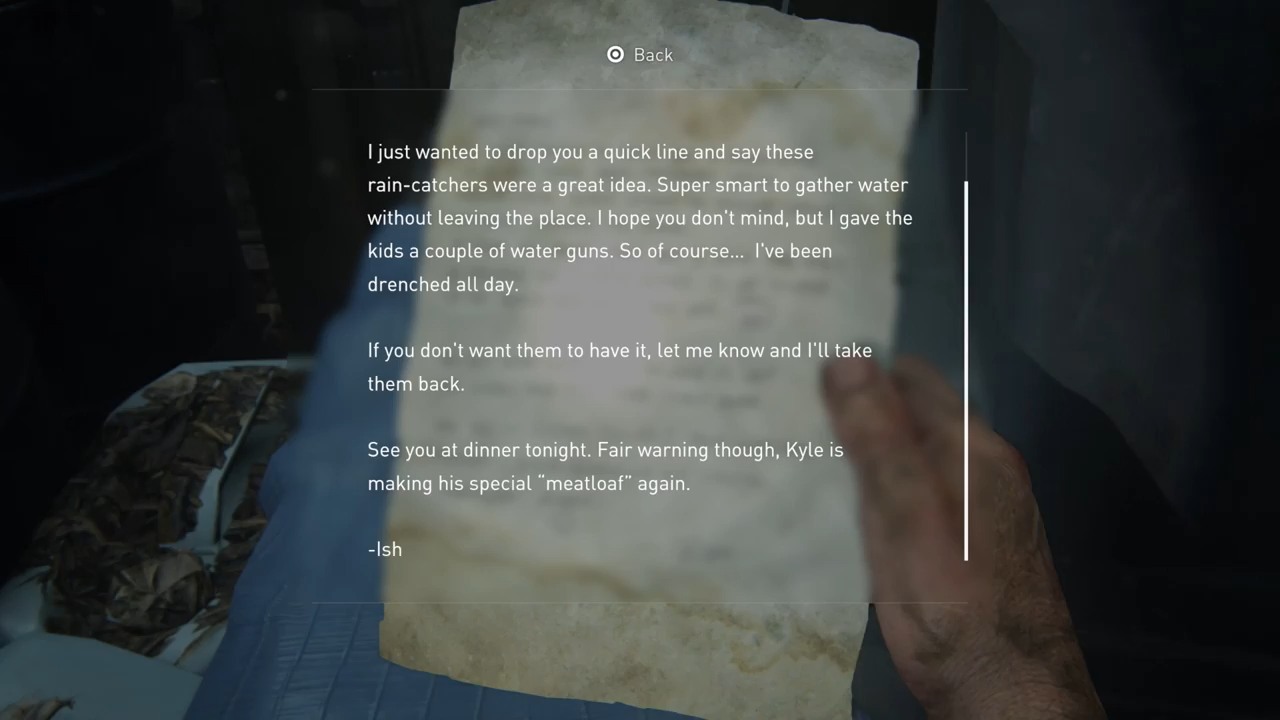 Back
I just wanted to drop you a quick line and say these
rain-catchers were a great idea. Super smart to gather water
without leaving the place. I hope you don't mind, but I gave the
kids a couple of water guns. So of course... I've been
drenched all day.
If you don't want them to have it, let me know and I'll take
them back.
See you at dinner tonight. Fair warning though, Kyle is
making his special “meatloaf” again.
-Ish